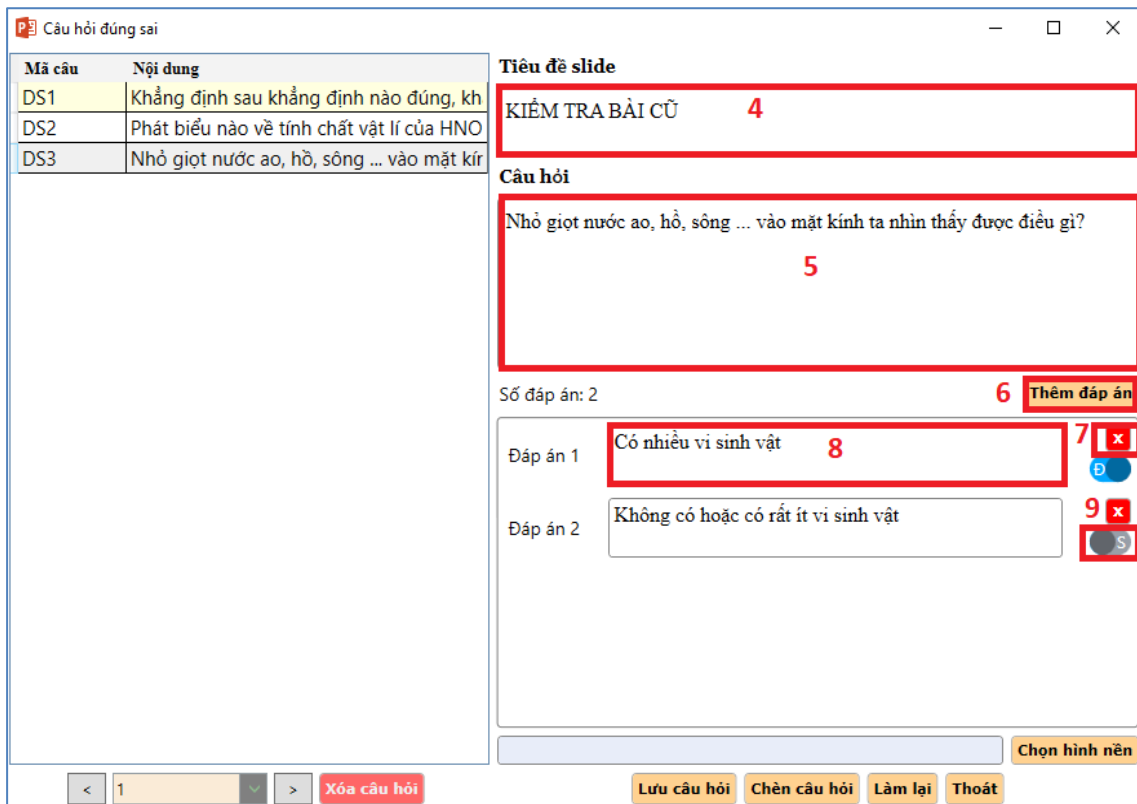 Câu hỏi đúng sai
Mã câu Nội dung
DS1 Khẳng định sau khẳng định nào đúng, kh
DS2 Phát biểu nào về tính chất vật lí của HNO
DS3 Nhỏ giọt nước ao, hồ, sông ... vào mặt kír
Tiêu đề slide
KIỂM TRA BÀI CŨ 4
Câu hỏi
Nhỏ giọt nước ao, hồ, sông ... vào mặt kính ta nhìn thấy được điều gì?
5
Số đáp án: 2 6 Thêm đáp án
Đáp án 1 Có nhiều vi sinh vật 8 7 x
Đ
Đáp án 2 Không có hoặc có rất ít vi sinh vật 9 x
S
Chọn hình nền
< 1 > Xóa câu hỏi Lưu câu hỏi Chèn câu hỏi Làm lại Thoát